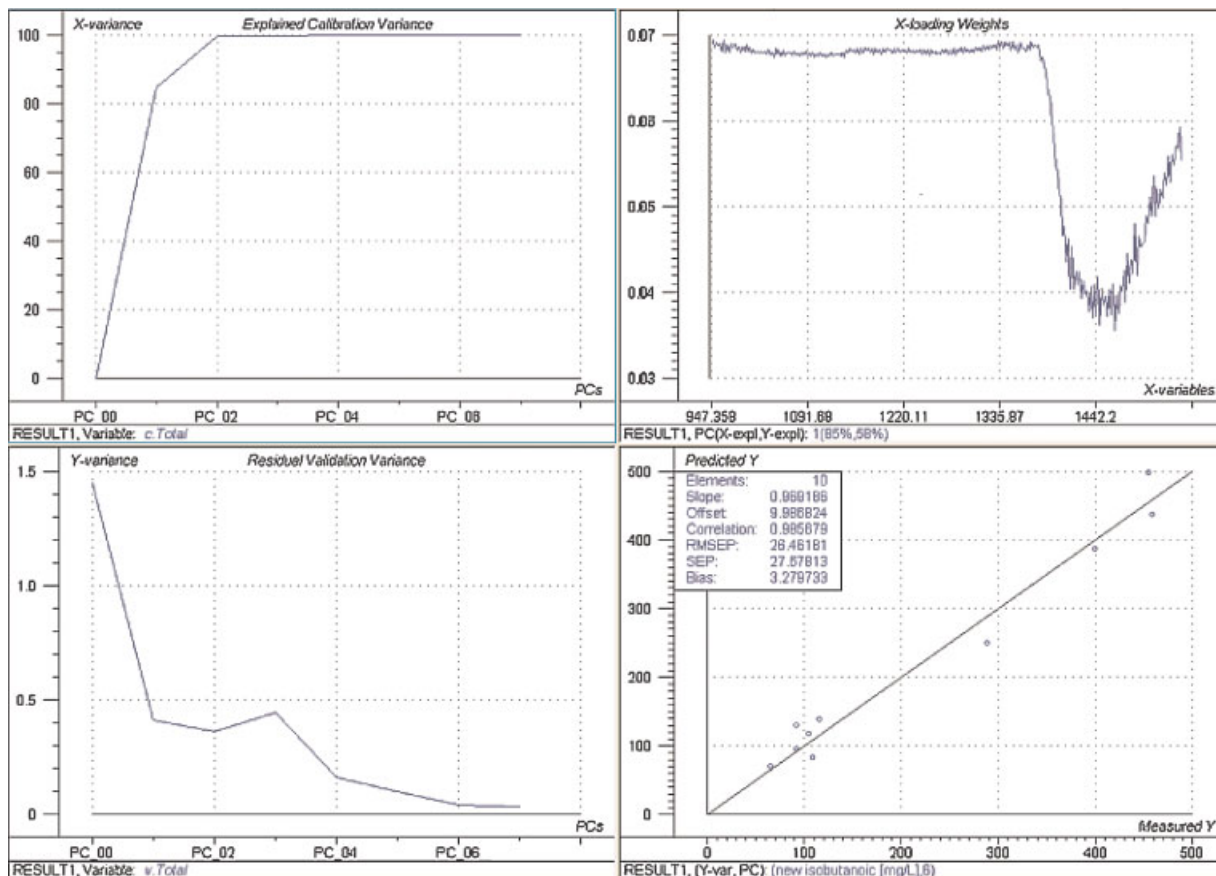 X-variance Explained Calibration Variance
100
80
60
40
20
0
PCs
PC_00 PC_02 PC_04 PC_06
RESULT1, Variable: c.Total
X-loading Weights
0.07
0.06
0.05
0.04
0.03
X-variables
947.359 1091.88 1220.11 1335.97 1442.2
RESULT1, PC(X-expl,Y-expl): 1(85%,58%)
Y-variance Residual Validation Variance
1.5
1.0
0.5
0
PCs
PC_00 PC_02 PC_04 PC_06
RESULT1, Variable: v.Total
Predicted Y
500
Elements: 10
Slope: 0.969186
Offset: 9.986824
Correlation: 0.985679
RMSEP: 26.46181
SEP: 27.57813
Bias: 3.279733
400
300
200
100
0
Measured Y
0 100 200 300 400 500
RESULT1, (Y-var, PC): (new isobutanoic [mg/L],6)